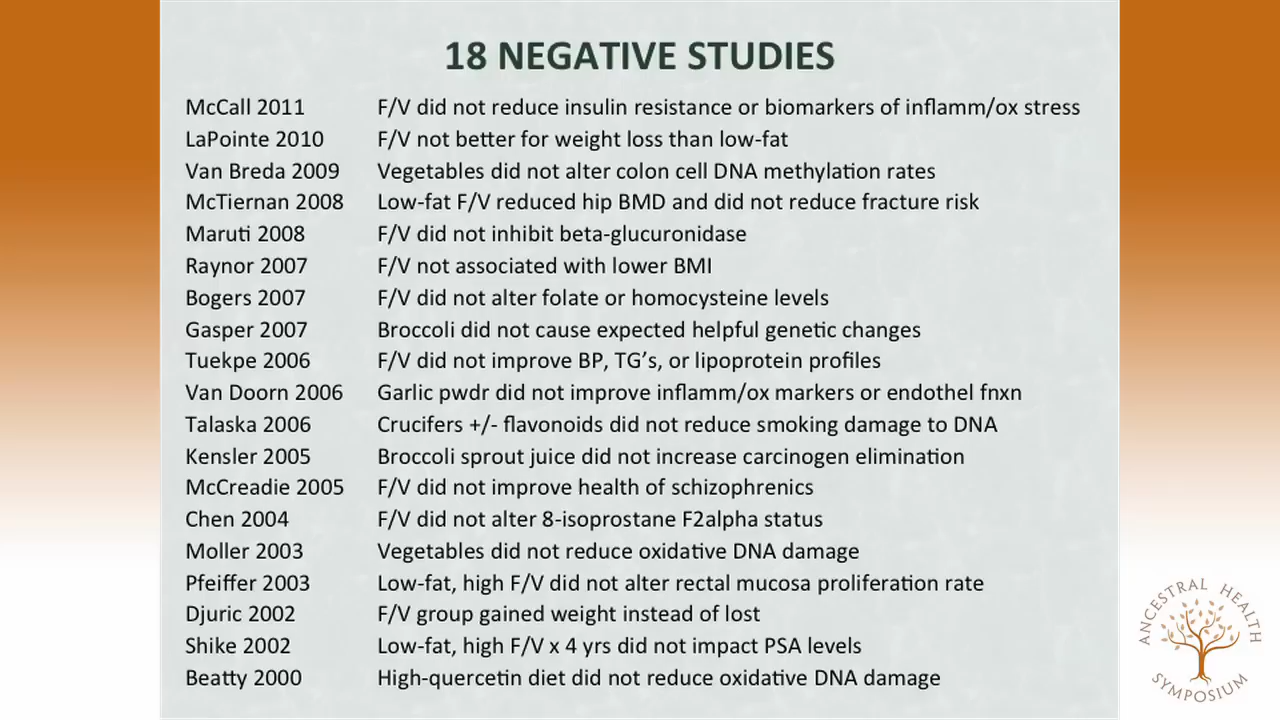 18 NEGATIVE STUDIES
McCall 2011 F/V did not reduce insulin resistance or biomarkers of inflamm/ox stress
LaPointe 2010 F/V not better for weight loss than low-fat
Van Breda 2009 Vegetables did not alter colon cell DNA methylation rates
McTiernan 2008 Low-fat F/V reduced hip BMD and did not reduce fracture risk
Maruti 2008 F/V did not inhibit beta-glucuronidase
Raynor 2007 F/V not associated with lower BMI
Bogers 2007 F/V did not alter folate or homocysteine levels
Gasper 2007 Broccoli did not cause expected helpful genetic changes
Tuekpe 2006 F/V did not improve BP, TG’s, or lipoprotein profiles
Van Doorn 2006 Garlic pwdr did not improve inflamm/ox markers or endothel fnxn
Talaska 2006 Crucifers +/- flavonoids did not reduce smoking damage to DNA
Kensler 2005 Broccoli sprout juice did not increase carcinogen elimination
McCreadie 2005 F/V did not improve health of schizophrenics
Chen 2004 F/V did not alter 8-isoprostane F2alpha status
Moller 2003 Vegetables did not reduce oxidative DNA damage
Pfeiffer 2003 Low-fat, high F/V did not alter rectal mucosa proliferation rate
Djuric 2002 F/V group gained weight instead of lost
Shike 2002 Low-fat, high F/V x 4 yrs did not impact PSA levels
Beatty 2000 High-quercetin diet did not reduce oxidative DNA damage
ANCESTRAL HEALTH
SYMPOSIUM